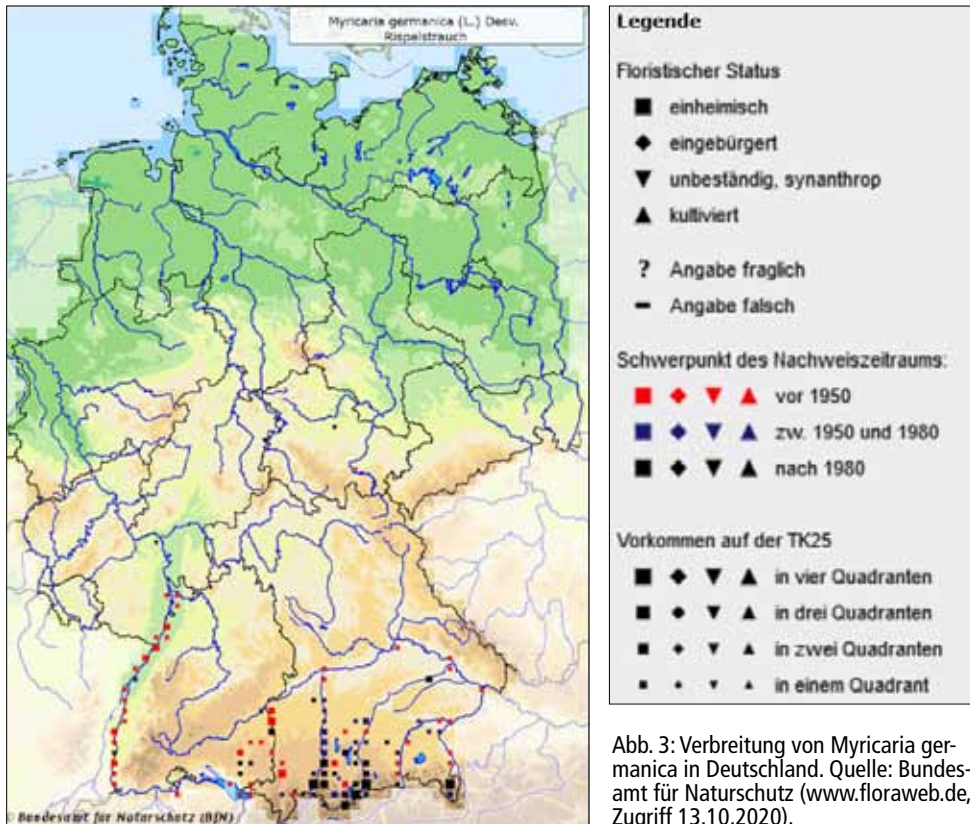 Myricaria germanica (L.) Desv.
Rispelstrauch
© Bundesamt für Naturschutz (BfN)
Legende
Floristischer Status
einheimisch
eingebürgert
unbeständig, synanthrop
kultiviert
? Angabe fraglich
Angabe falsch
Schwerpunkt des Nachweiszeitraums:
vor 1950
zw. 1950 und 1980
nach 1980
Vorkommen auf der TK25
in vier Quadranten
in drei Quadranten
in zwei Quadranten
in einem Quadrant
Abb. 3: Verbreitung von Myricaria ger-
manica in Deutschland. Quelle: Bundes-
amt für Naturschutz (www.floraweb.de,
Zugriff 13.10.2020).